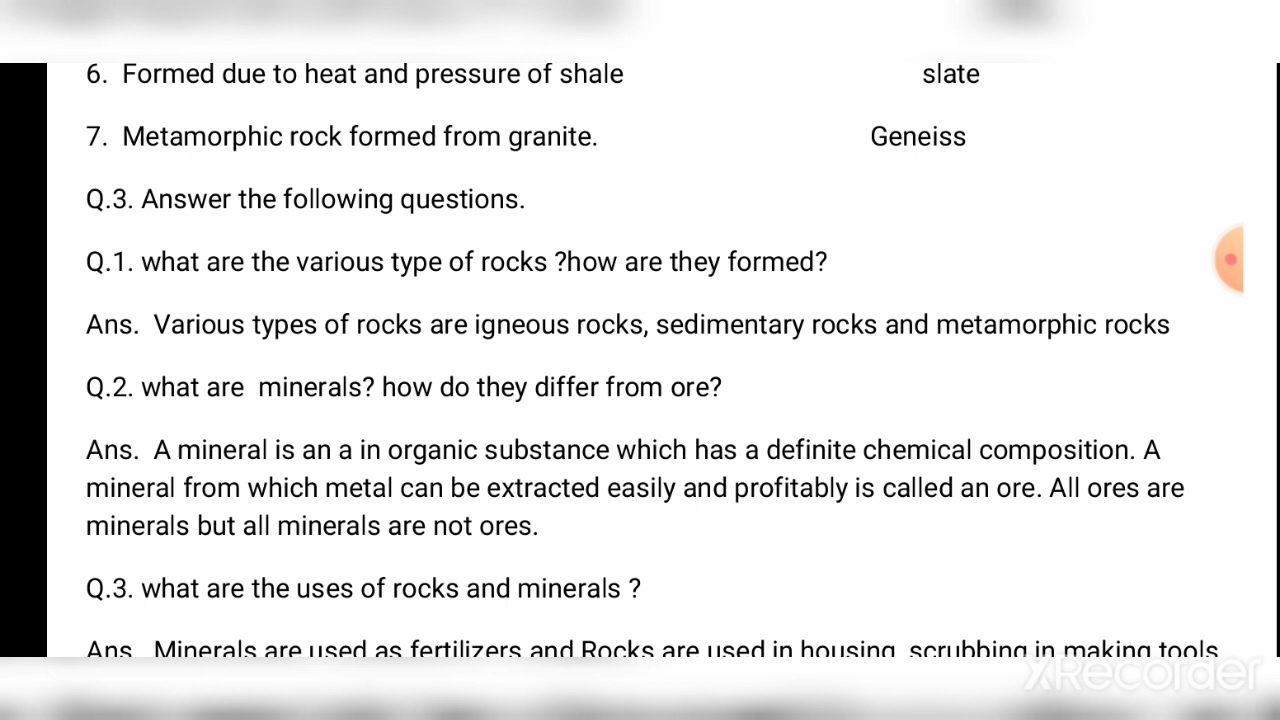 6. Formed due to heat and pressure of shale slate
7. Metamorphic rock formed from granite. Geneiss
Q.3. Answer the following questions.
Q.1. what are the various type of rocks ?how are they formed?
Ans. Various types of rocks are igneous rocks, sedimentary rocks and metamorphic rocks
Q.2. what are minerals? how do they differ from ore?
Ans. A mineral is an a in organic substance which has a definite chemical composition. A
mineral from which metal can be extracted easily and profitably is called an ore. All ores are
minerals but all minerals are not ores.
Q.3. what are the uses of rocks and minerals ?
Ans. Minerals are used as fertilizers and Rocks are used in housing, scrubbing in making tools
XRecorder